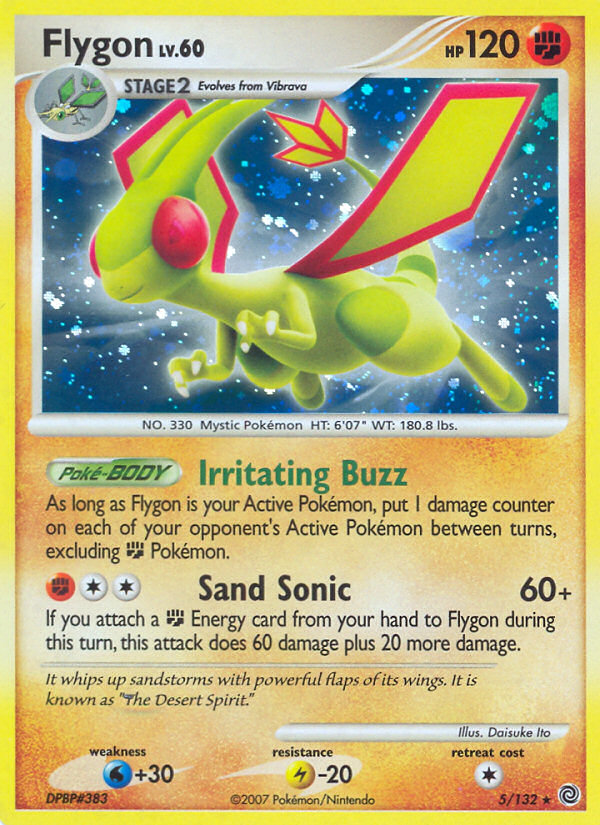 Flygon LV.60 HP 120
STAGE2 Evolves from Vibrava
NO. 330 Mystic Pokémon HT: 6'07" WT: 180.8 lbs.
Poké-BODY Irritating Buzz
As long as Flygon is your Active Pokémon, put 1 damage counter
on each of your opponent's Active Pokémon between turns,
excluding Pokémon.
Sand Sonic 60+
If you attach a Energy card from your hand to Flygon during
this turn, this attack does 60 damage plus 20 more damage.
It whips up sandstorms with powerful flaps of its wings. It is
known as "The Desert Spirit."
Illus. Daisuke Ito
weakness resistance retreat cost
+30 -20
DPBP#383 ©2007 Pokémon/Nintendo 5/132 ★